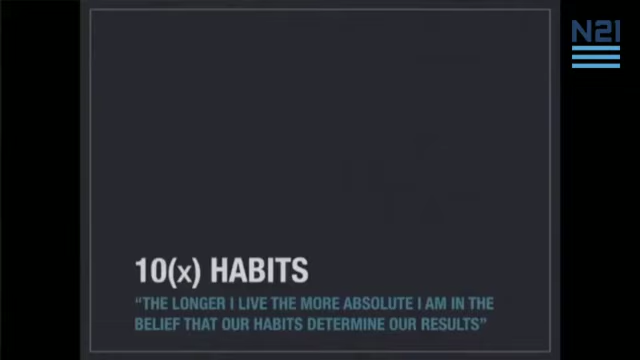 N21
10(x) HABITS
“THE LONGER I LIVE THE MORE ABSOLUTE I AM IN THE
BELIEF THAT OUR HABITS DETERMINE OUR RESULTS”